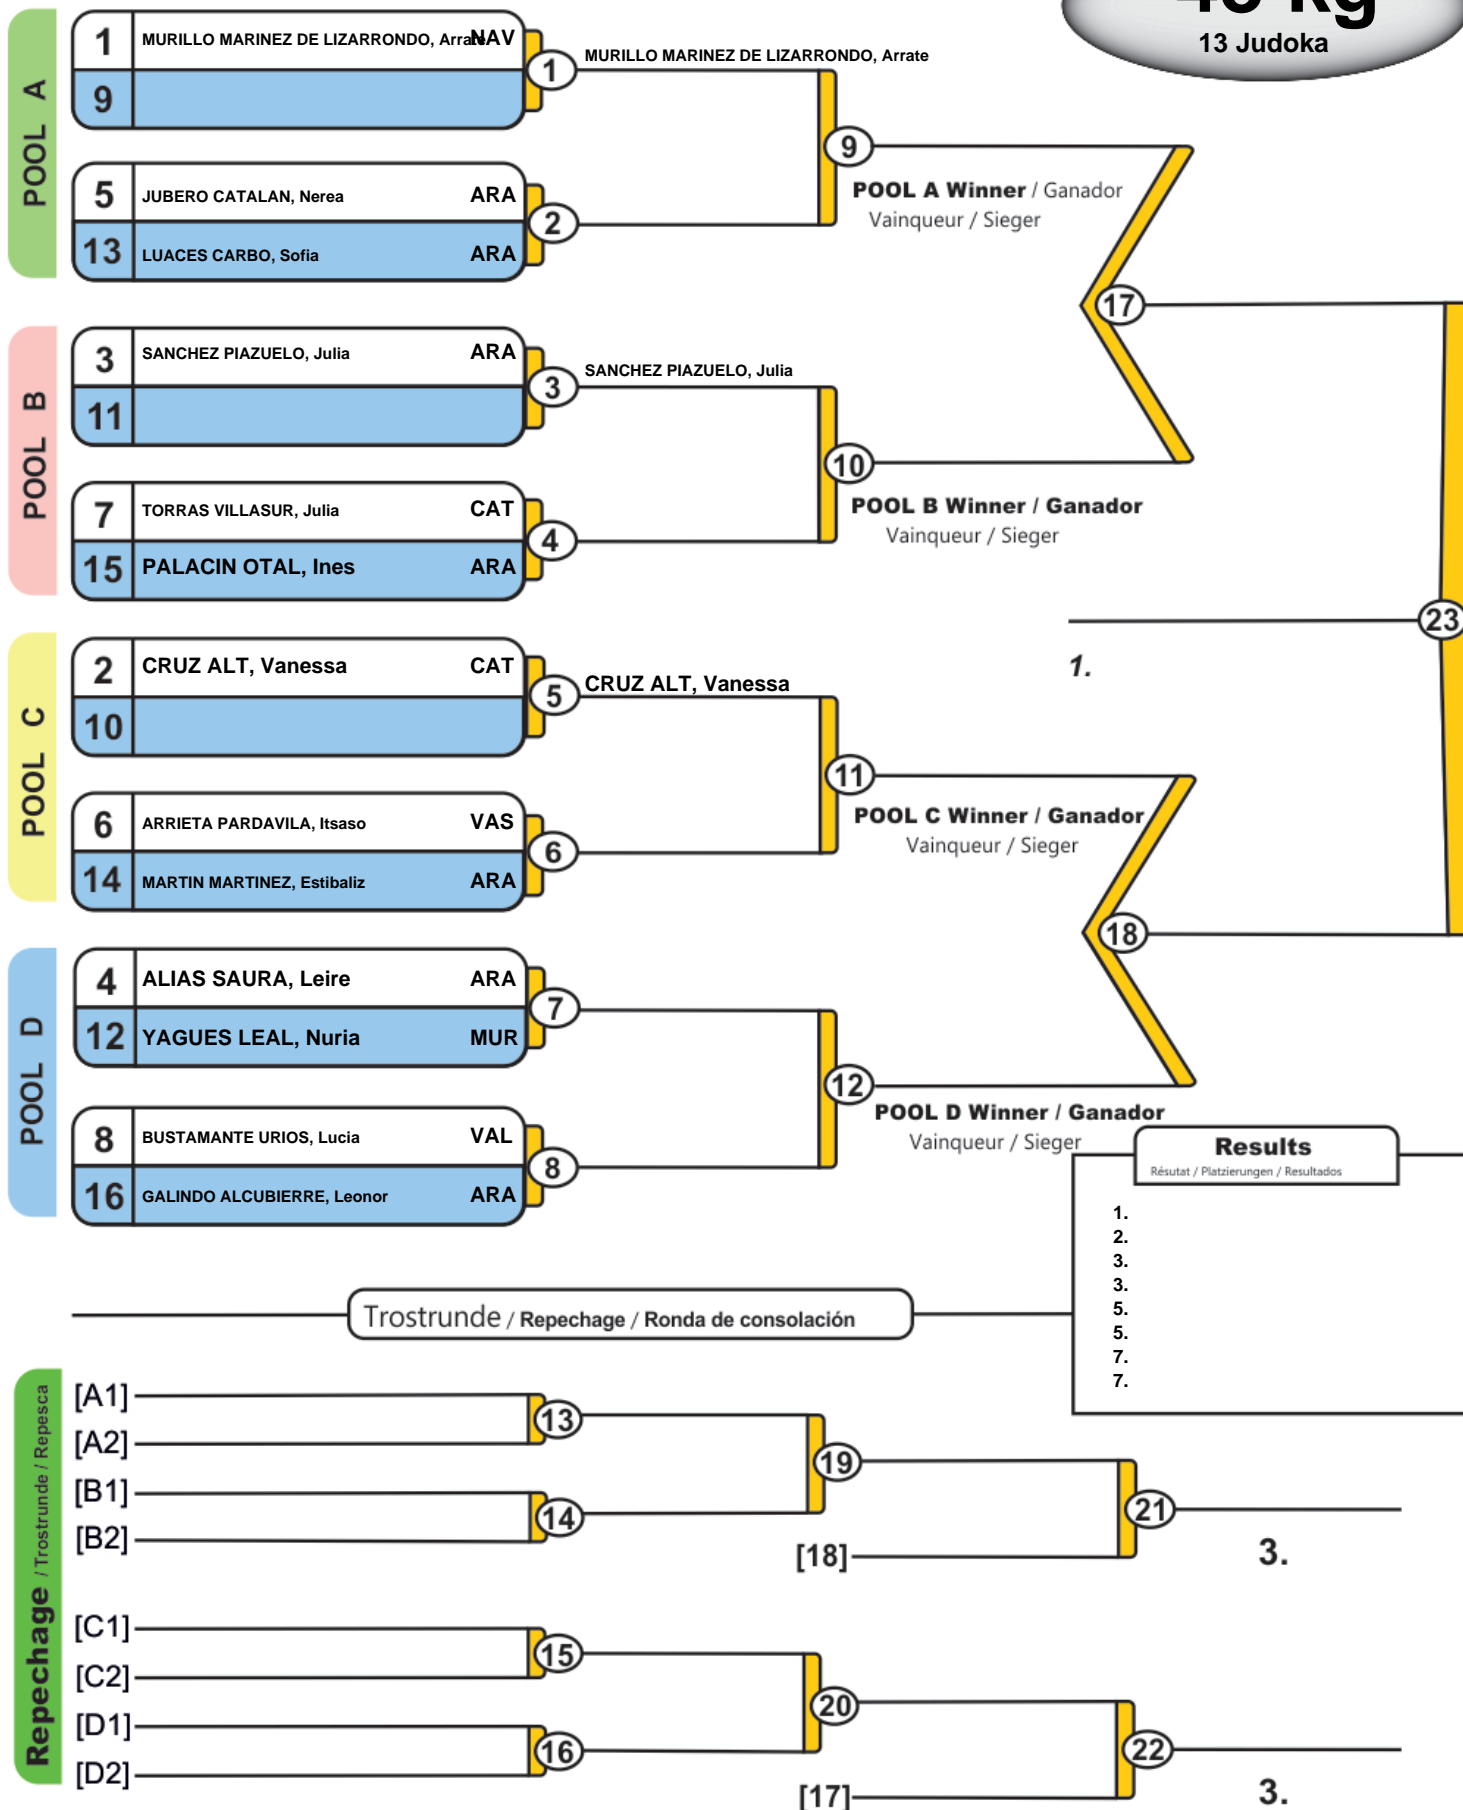 kg
13 Judoka
POOL A
1 MURILLO MARINEZ DE LIZARRONDO, Arrate NAV
9
1
MURILLO MARINEZ DE LIZARRONDO, Arrate
5 JUBERO CATALAN, Nerea ARA
13 LUACES CARBO, Sofia ARA
2
9
POOL A Winner / Ganador
Vainqueur / Sieger
17
POOL B
3 SANCHEZ PIAZUELO, Julia ARA
11
3
SANCHEZ PIAZUELO, Julia
7 TORRAS VILLASUR, Julia CAT
15 PALACIN OTAL, Ines ARA
4
10
POOL B Winner / Ganador
Vainqueur / Sieger
23
1.
POOL C
2 CRUZ ALT, Vanessa CAT
10
5
CRUZ ALT, Vanessa
6 ARRIETA PARDAVILA, Itsaso VAS
14 MARTIN MARTINEZ, Estibaliz ARA
6
11
POOL C Winner / Ganador
Vainqueur / Sieger
18
POOL D
4 ALIAS SAURA, Leire ARA
12 YAGUES LEAL, Nuria MUR
7
8 BUSTAMANTE URIOS, Lucia VAL
16 GALINDO ALCUBIERRE, Leonor ARA
8
12
POOL D Winner / Ganador
Vainqueur / Sieger
Results
Résutat / Platzierungen / Resultados
1.
2.
3.
3.
5.
5.
7.
7.
Trostrunde / Repechage / Ronda de consolación
Repechage / Trostrunde / Repesca
[A1]
[A2]
13
[B1]
[B2]
14
19
[18]
21
3.
[C1]
[C2]
15
[D1]
[D2]
16
20
[17]
22
3.